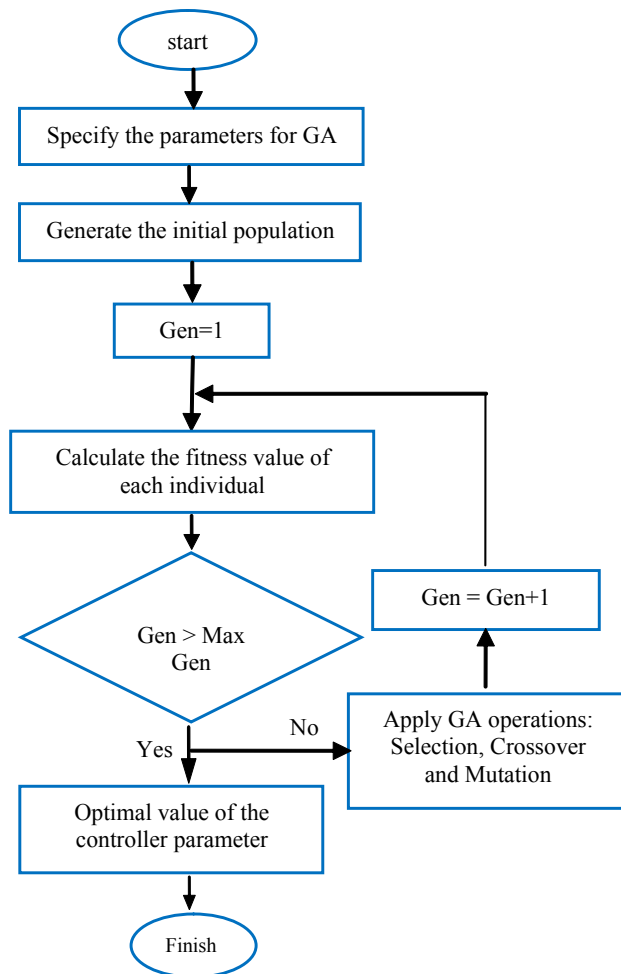 start
Specify the parameters for GA
Generate the initial population
Gen=1
Calculate the fitness value of
each individual
Gen > Max
Gen
Gen = Gen+1
No
Yes
Apply GA operations:
Selection, Crossover
and Mutation
Optimal value of the
controller parameter
Finish